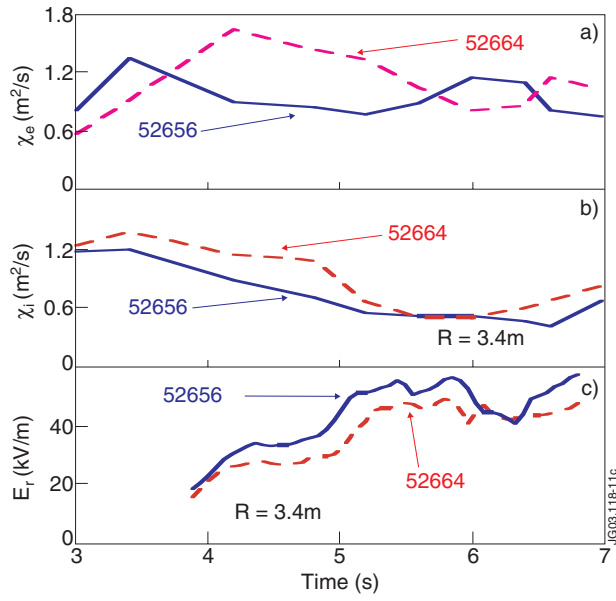 1.8
a)
52664
1.2
χe (m²/s)
0.6
52656
0
b)
1.2
52664
χi (m²/s)
52656
0.6
R = 3.4m
0
c)
52656
40
Er (kV/m)
20
52664
R = 3.4m
0
3 4 5 6 7
Time (s)
JG03.118-11c